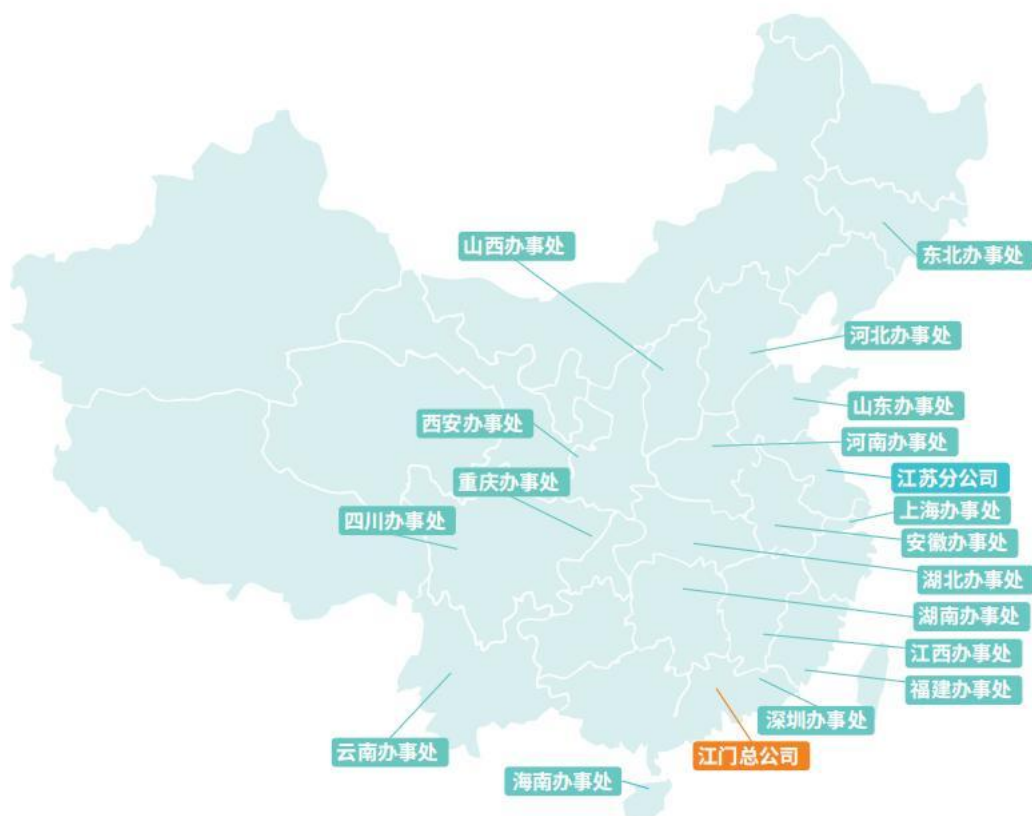 山西办事处
东北办事处
河北办事处
山东办事处
西安办事处
河南办事处
江苏分公司
重庆办事处
上海办事处
四川办事处
安徽办事处
湖北办事处
湖南办事处
江西办事处
福建办事处
深圳办事处
云南办事处
江门总公司
海南办事处